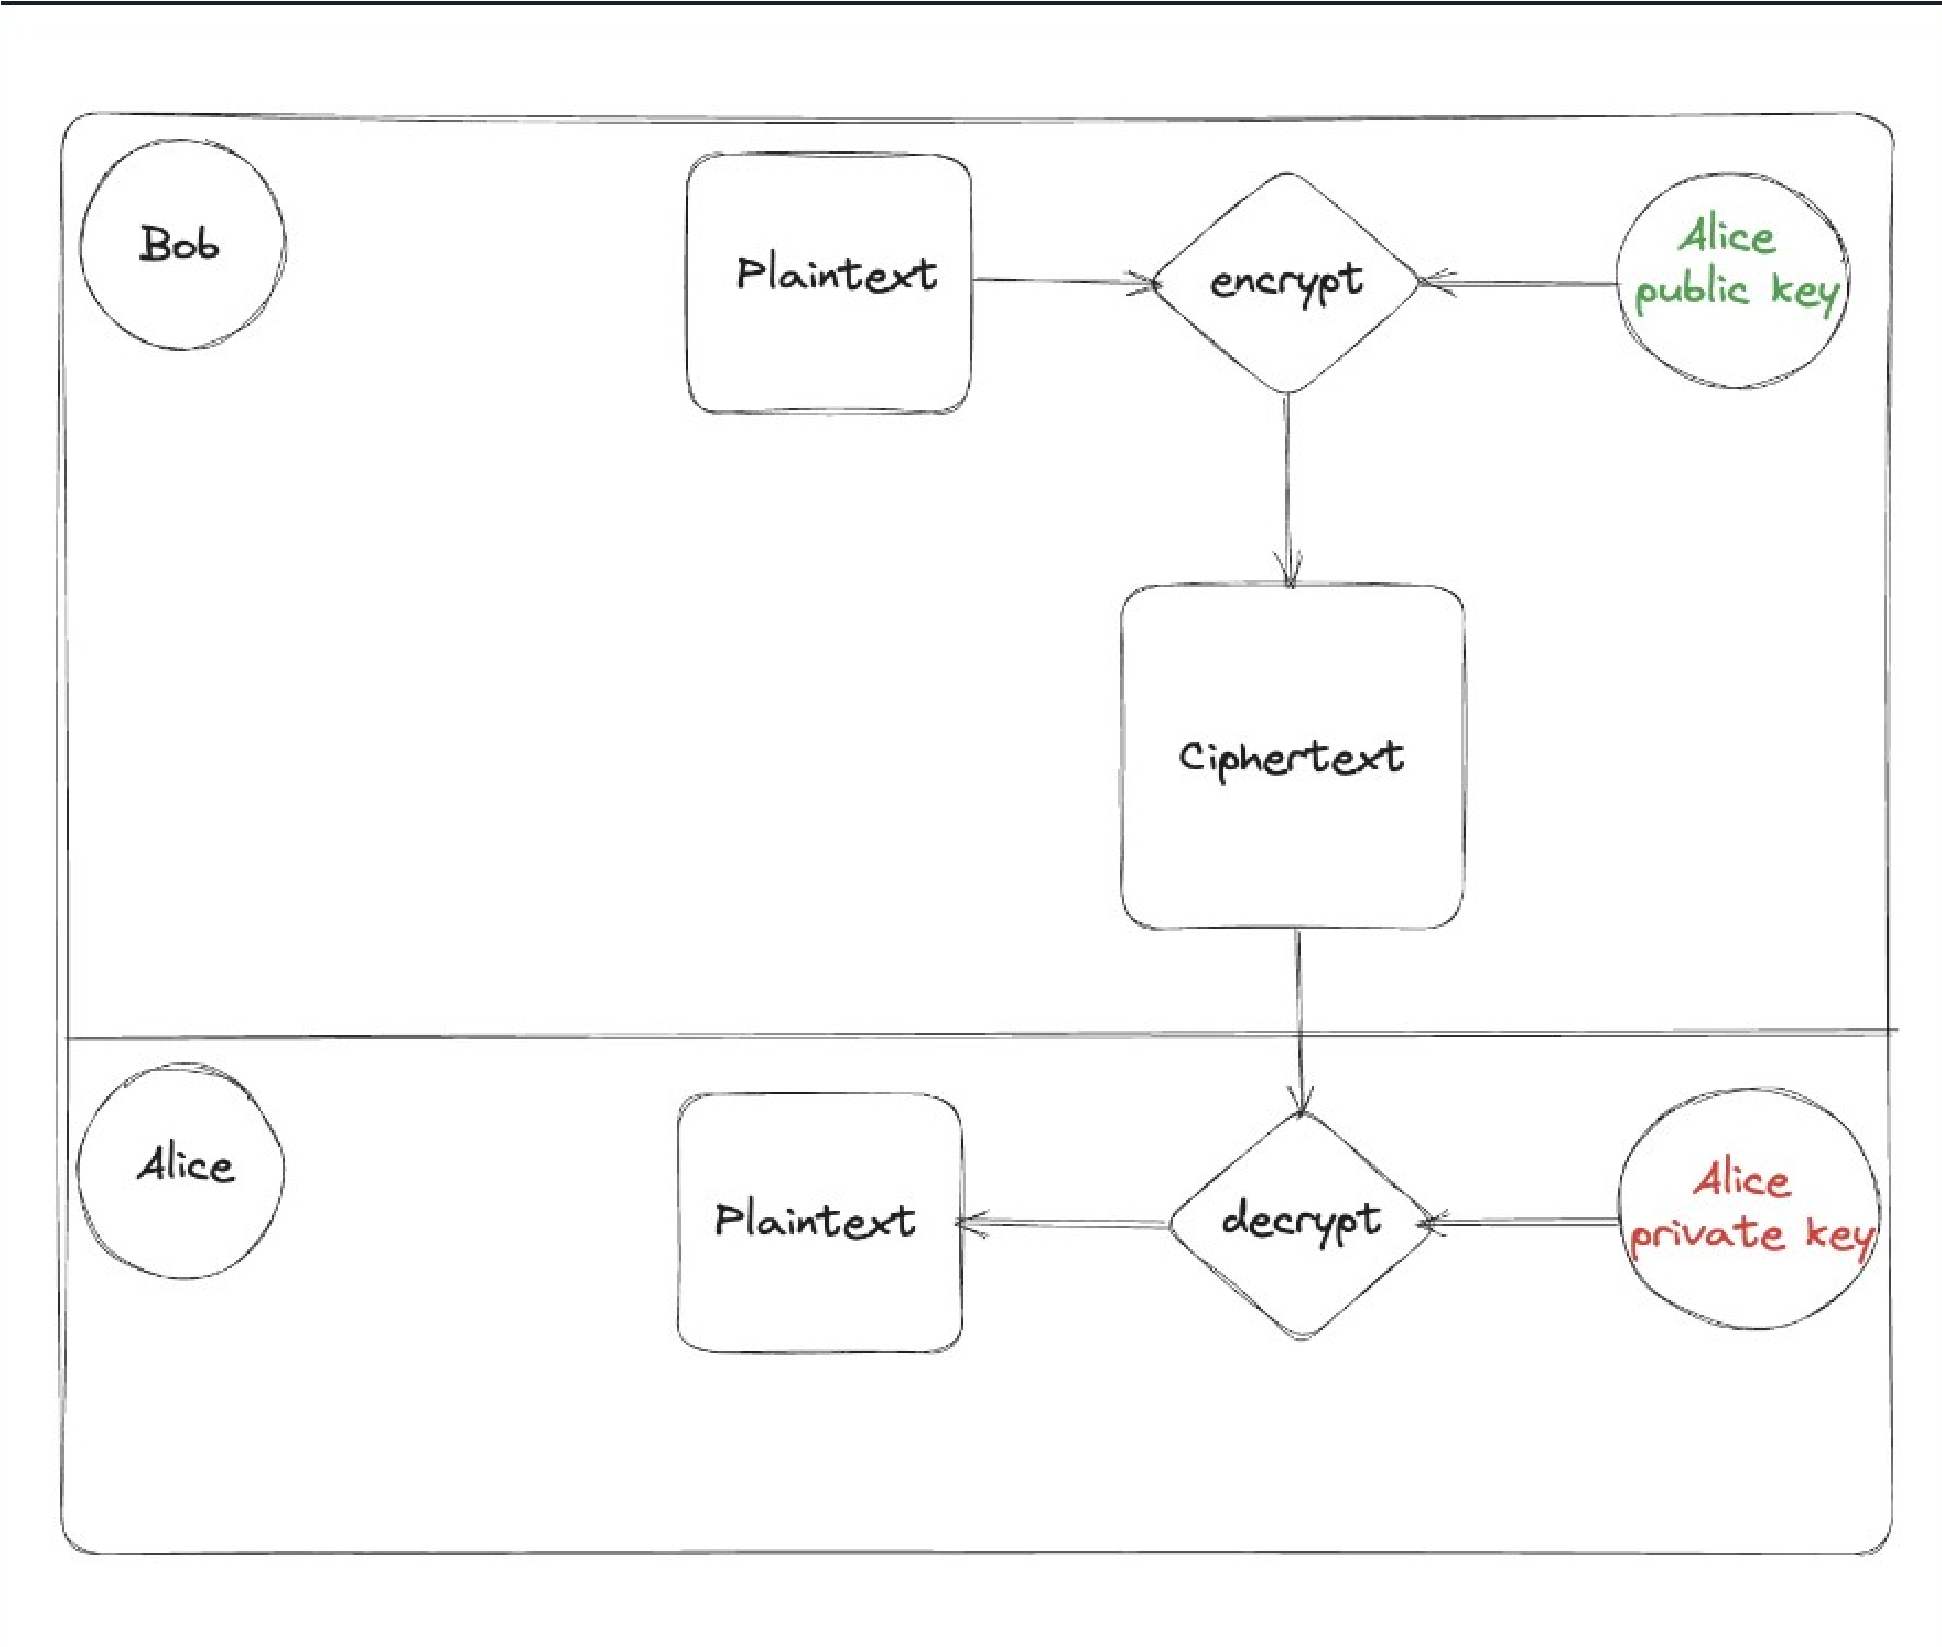 Bob
Plaintext
encrypt
Alice
public key
Ciphertext
Alice
Plaintext
decrypt
Alice
private key